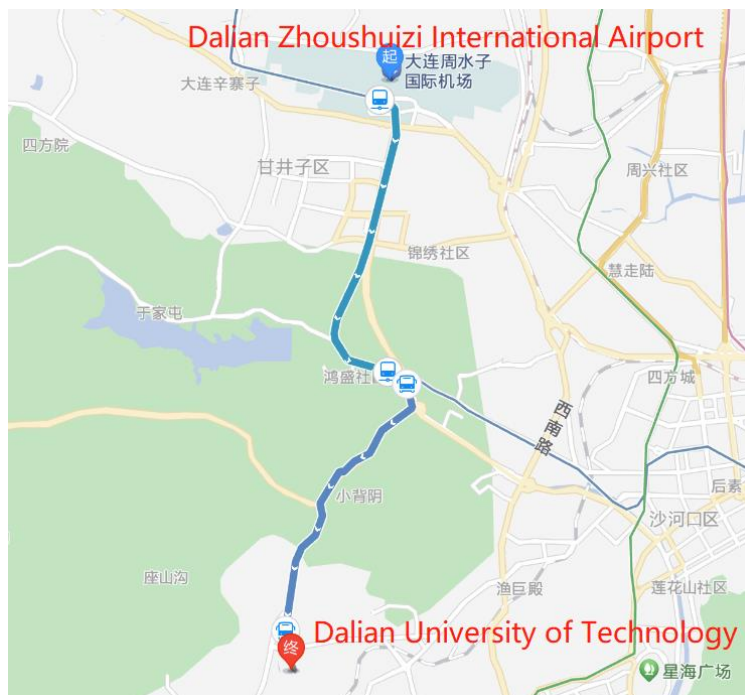 Dalian Zhoushuizi International Airport
起
大连周水子
国际机场
大连辛寨子
四方院
甘井子区
周兴社区
锦绣社区
慧走陆
于家屯
鸿盛社区
四方城
西南路
后素
小背阴
沙河口区
座山沟
渔巨殿
莲花山社区
Dalian University of Technology
终
星海广场